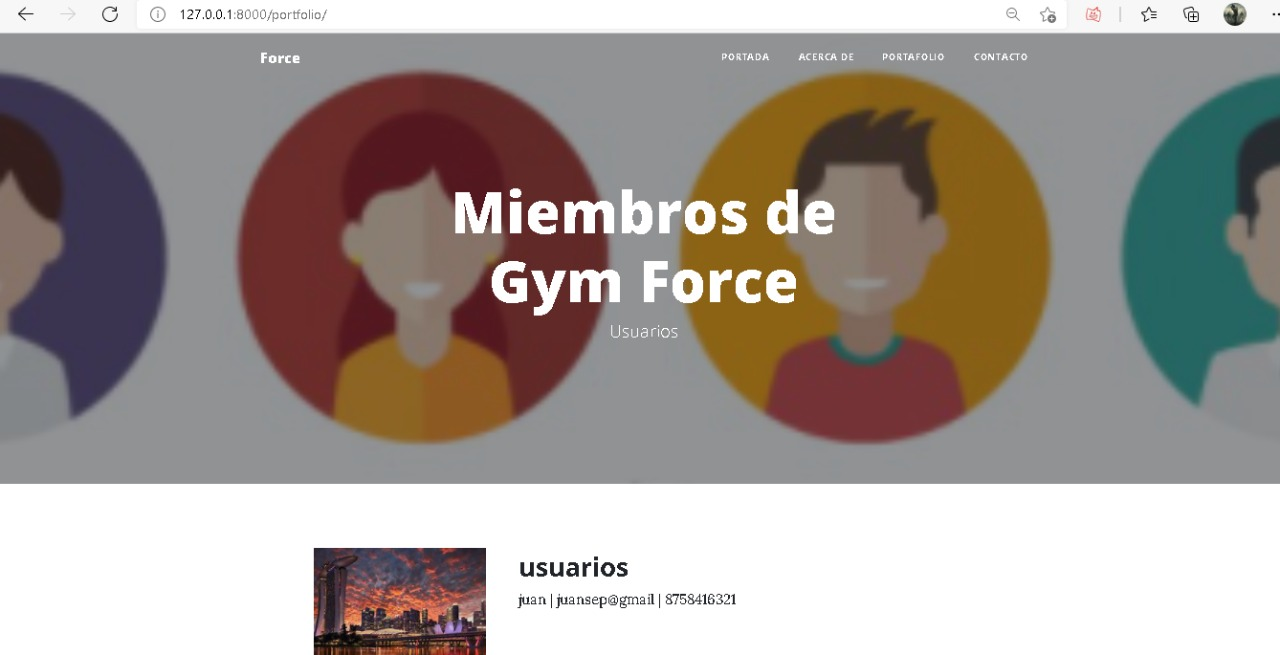 127.0.0.1:8000/portfolio/
Force
PORTADA ACERCA DE PORTAFOLIO CONTACTO
Miembros de
Gym Force
Usuarios
usuarios
juan | juansep@gmail | 8758416321